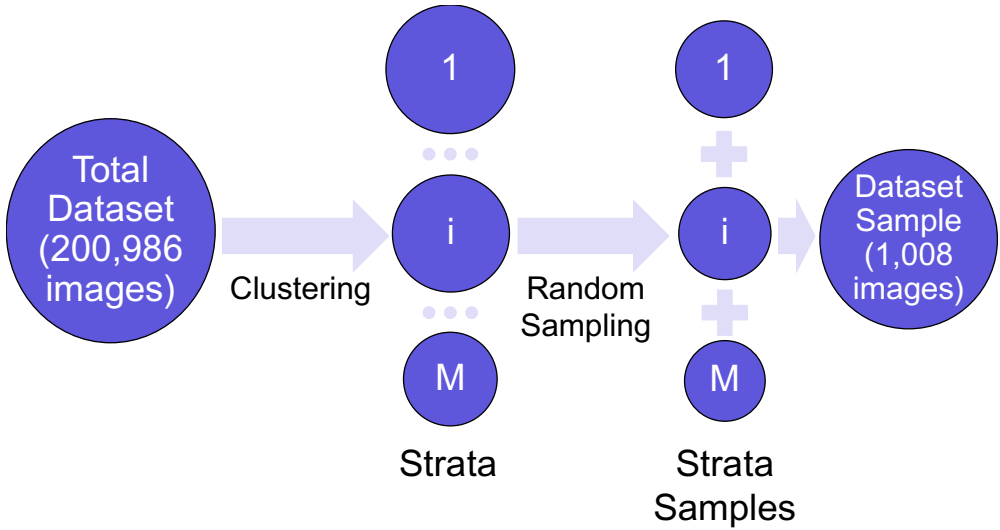 Total
Dataset
(200,986
images)
Clustering
1
i
M
Strata
Random
Sampling
1
i
M
Strata
Samples
Dataset
Sample
(1,008
images)